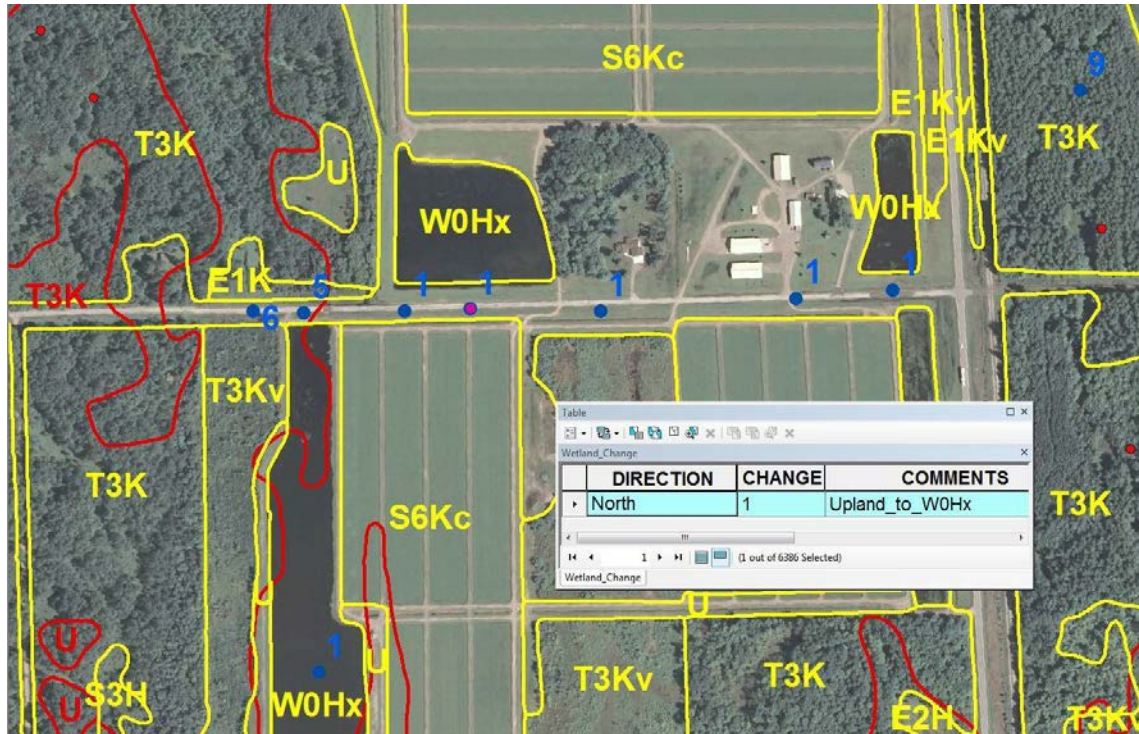 S6Kc
9
E1Kv
E1Kv
T3K
T3K
U
W0Hx
W0Hx
E1K
T3K
5
6
1
1
1
1
1
T3Kv
Table
Wetland_Change
DIRECTION CHANGE COMMENTS
North 1 Upland_to_W0Hx
1 (1 out of 6386 Selected)
Wetland_Change
T3K
S6Kc
T3K
U
U
U
1
U
T3Kv
T3K
S3H
U
W0Hx
E2H
T3Kv